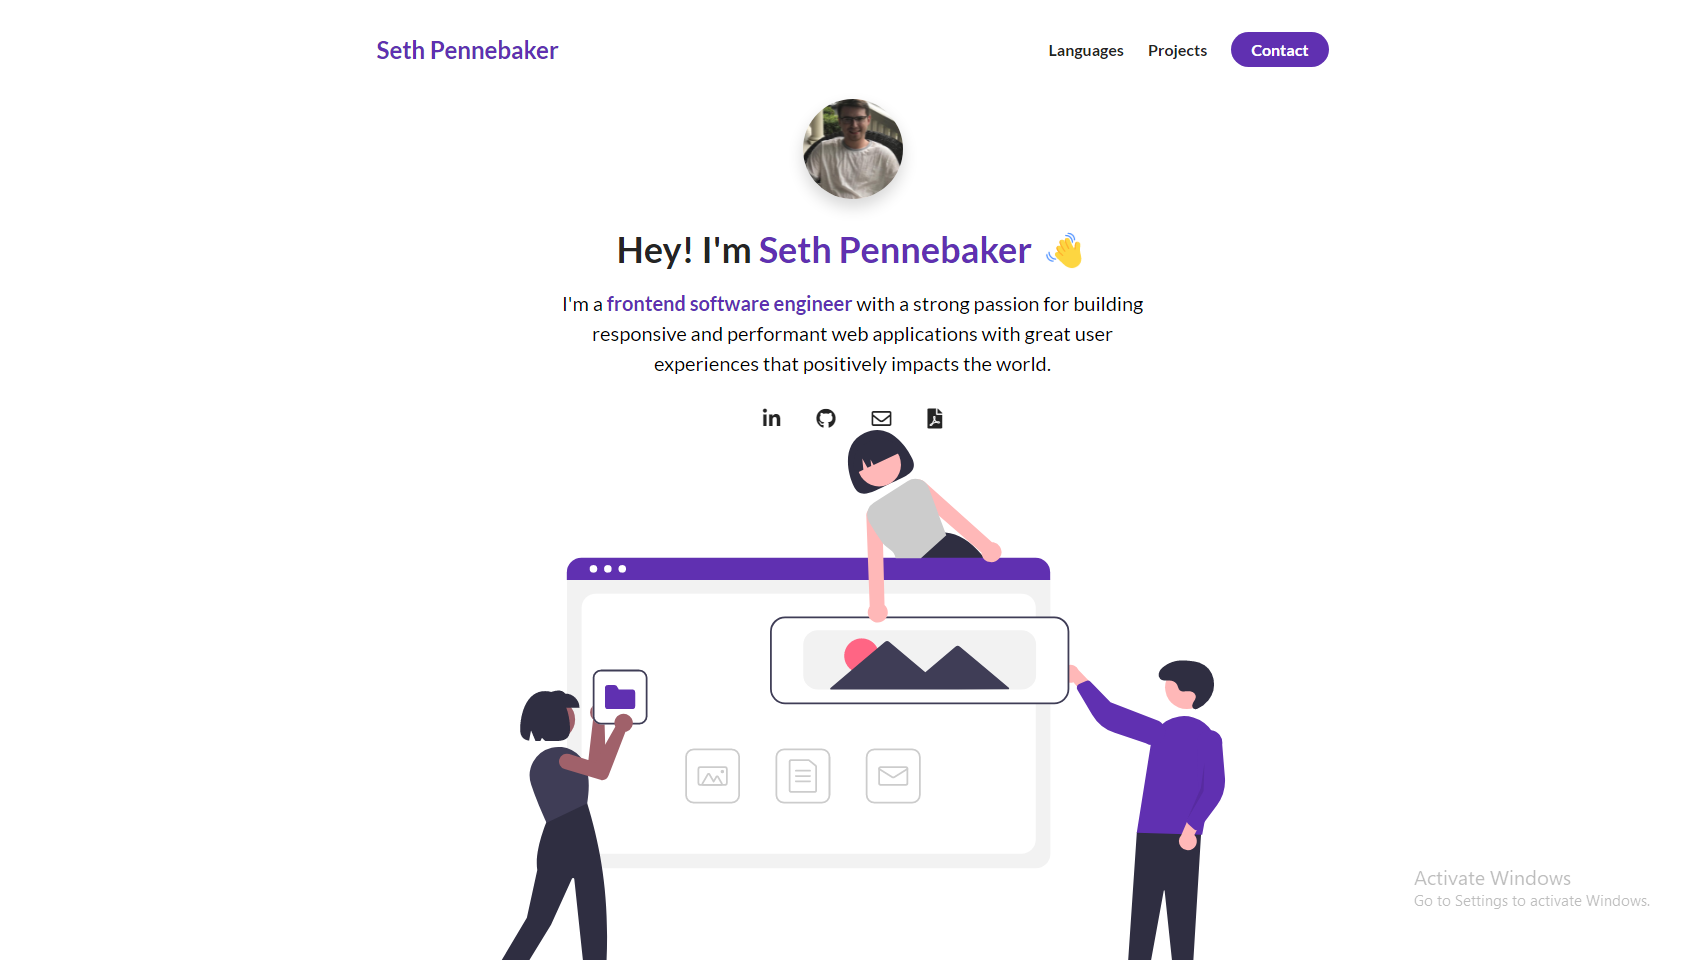 Seth Pennebaker
Languages
Projects
Contact
Hey! I'm Seth Pennebaker 👋
I'm a frontend software engineer with a strong passion for building
responsive and performant web applications with great user
experiences that positively impacts the world.
in
Activate Windows
Go to Settings to activate Windows.